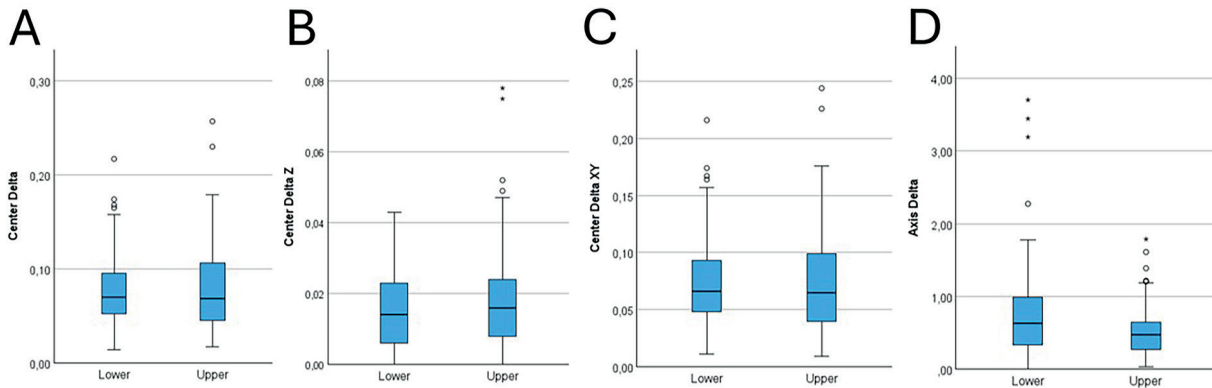 A
Center Delta
0,30
0,20
0,10
0,00
Lower
Upper
B
Center Delta Z
0,08
0,06
0,04
0,02
0,00
Lower
Upper
C
Center Delta XY
0,25
0,20
0,15
0,10
0,05
0,00
Lower
Upper
D
Axis Delta
4,00
3,00
2,00
1,00
,00
Lower
Upper